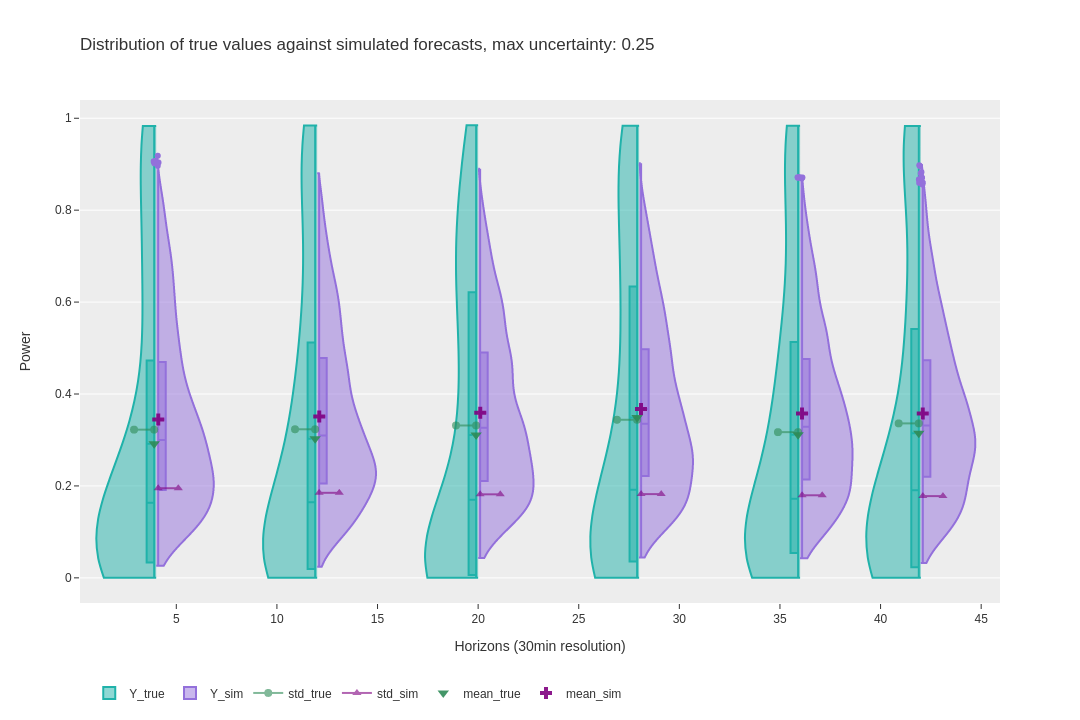 Distribution of true values against simulated forecasts, max uncertainty: 0.25
1
0.8
0.6
0.4
0.2
0
Power
5 10 15 20 25 30 35 40 45
Horizons (30min resolution)
Y_true Y_sim std_true std_sim mean_true mean_sim